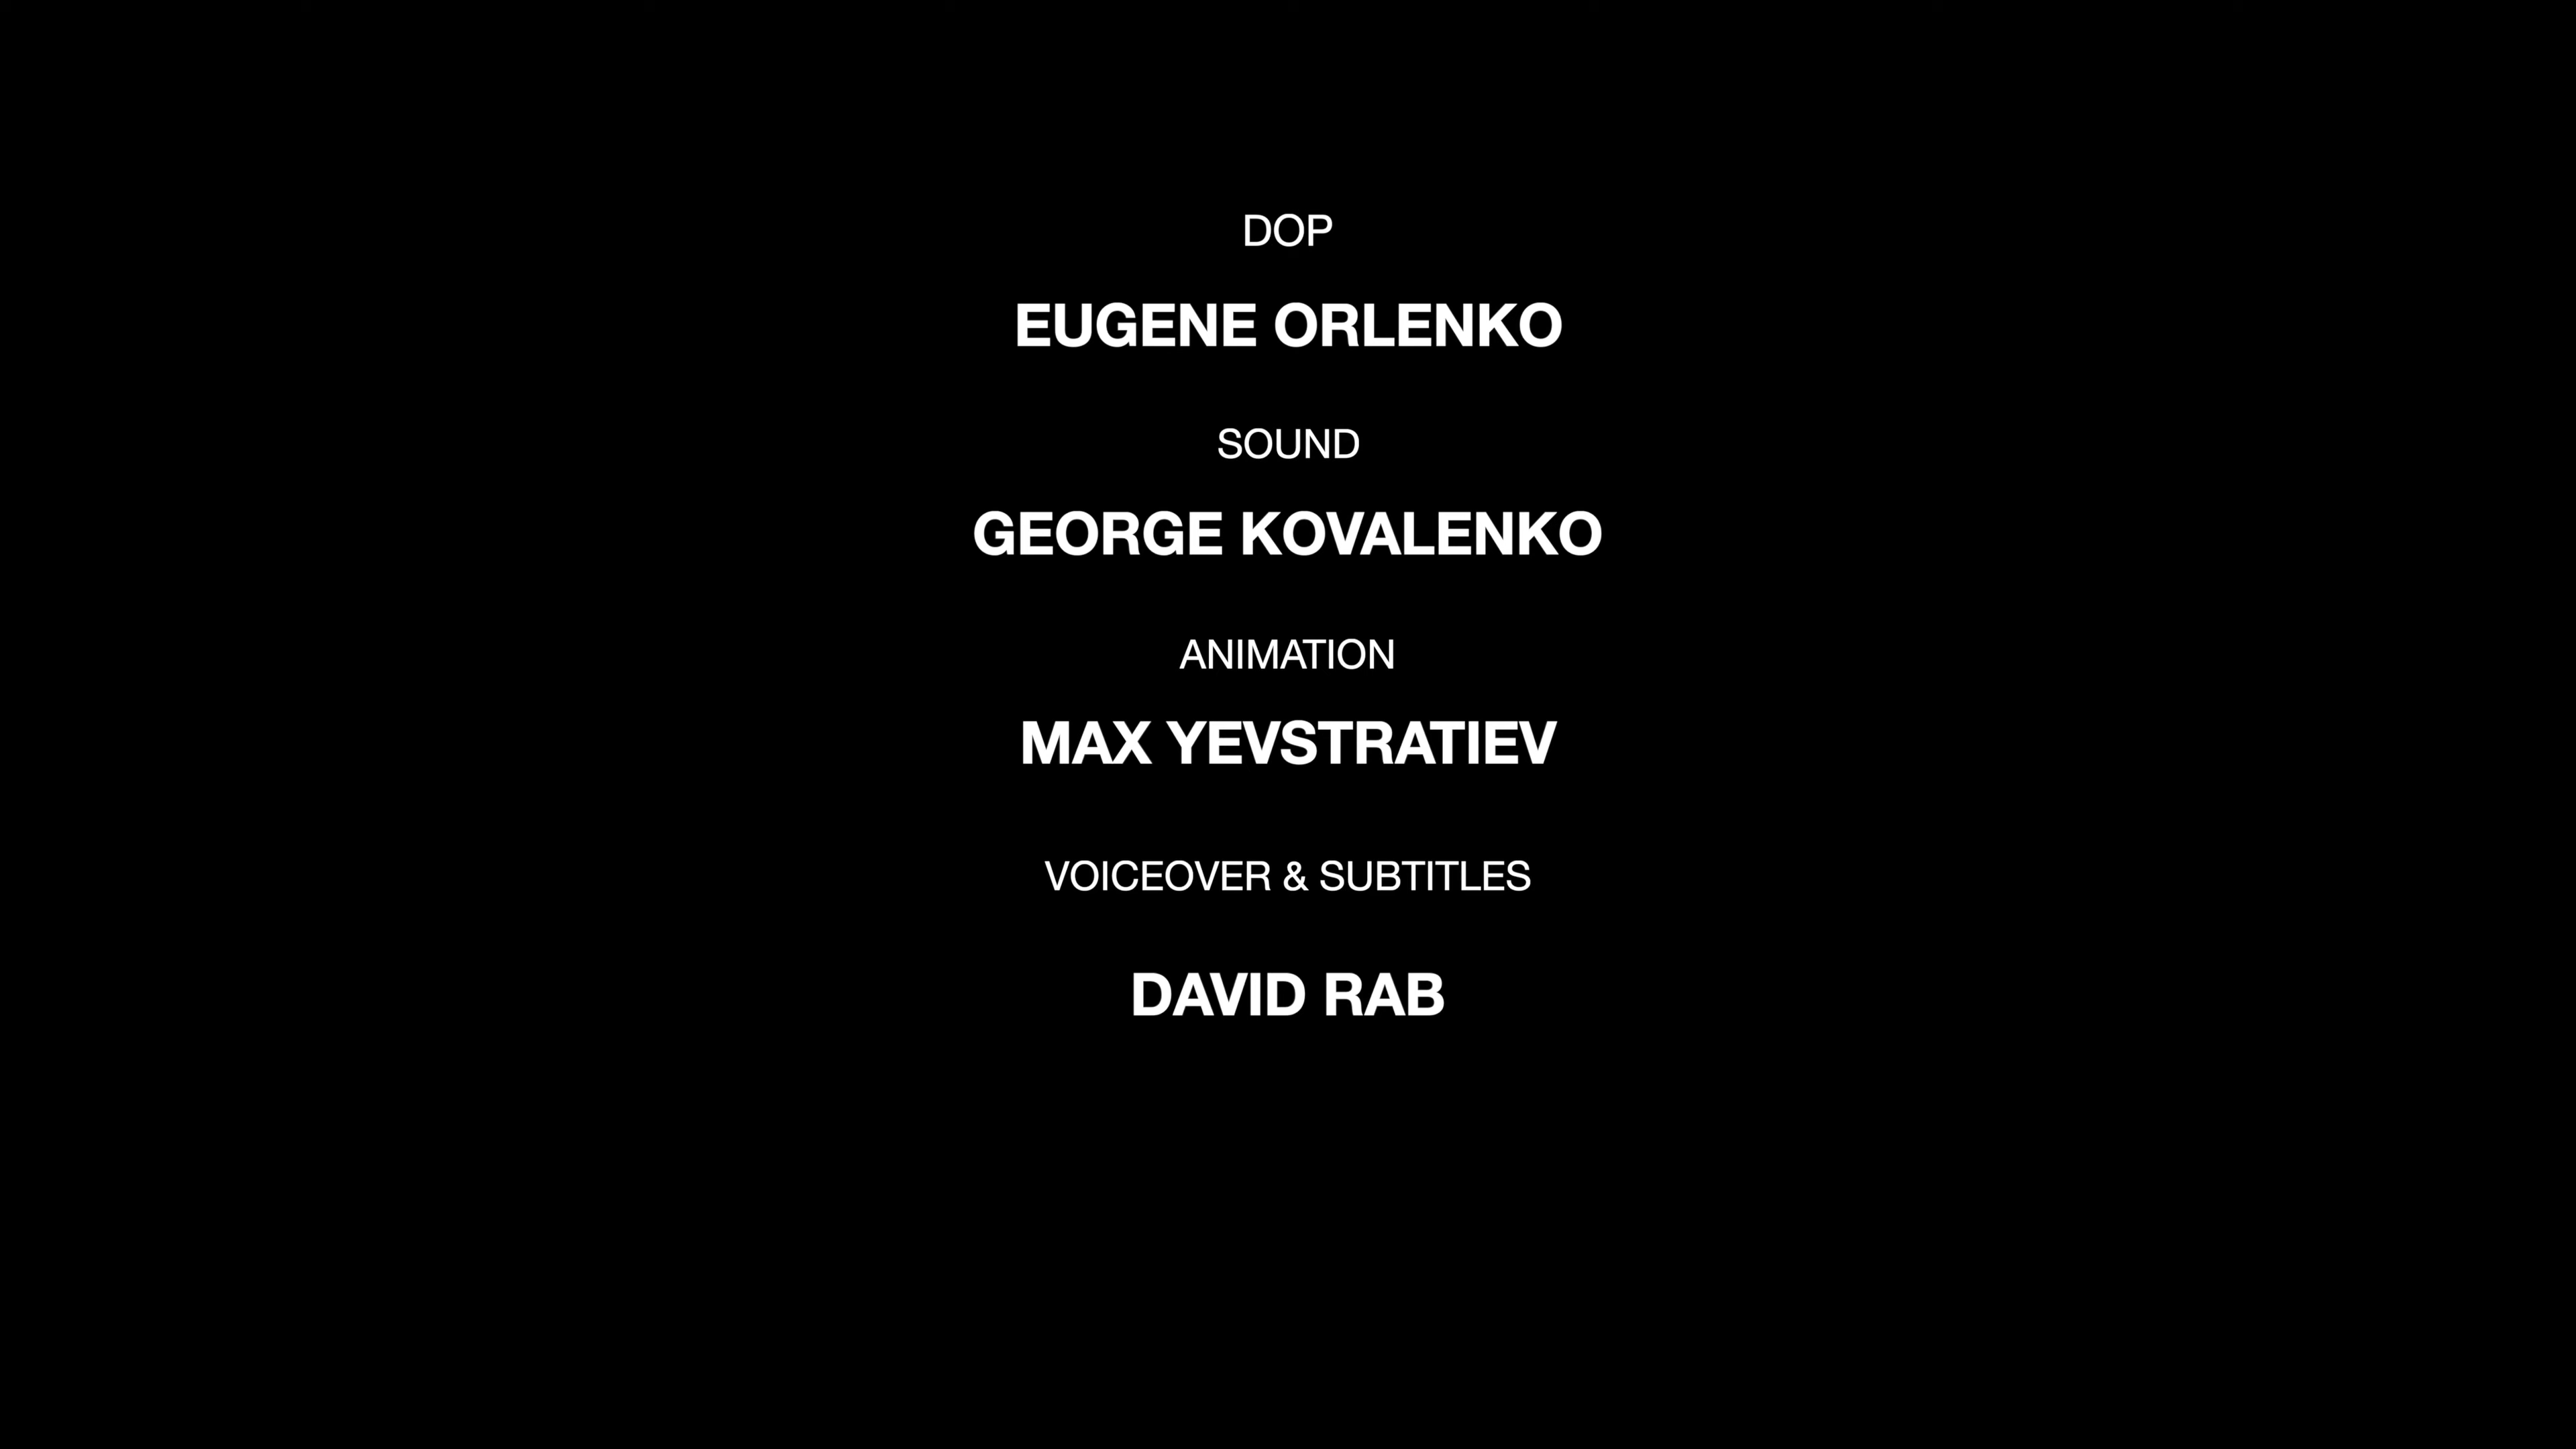 DOP
EUGENE ORLENKO
SOUND
GEORGE KOVALENKO
ANIMATION
MAX YEVSTRATIEV
VOICEOVER & SUBTITLES
DAVID RAB